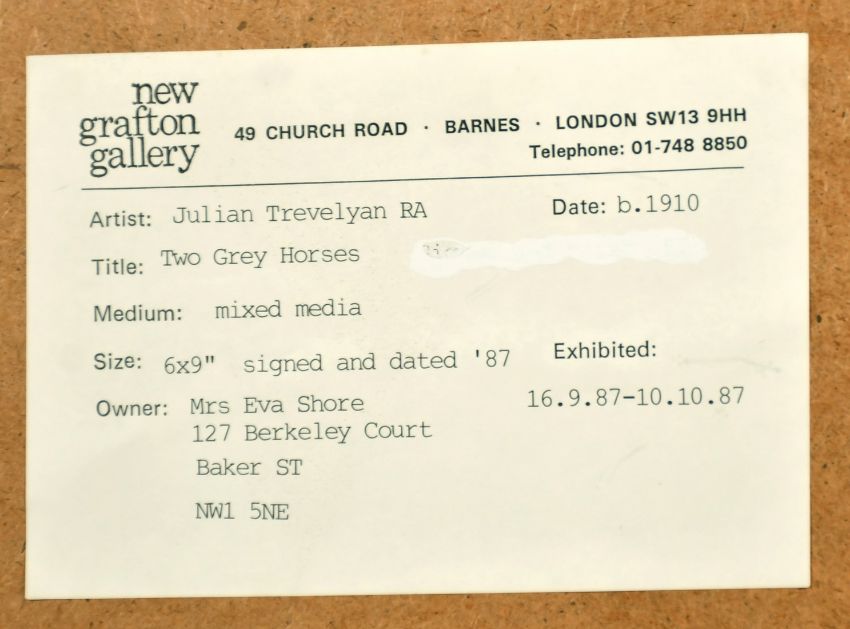 new
grafton
gallery
49 CHURCH ROAD · BARNES · LONDON SW13 9HH
Telephone: 01-748 8850
Artist: Julian Trevelyan RA Date: b.1910
Title: Two Grey Horses
Medium: mixed media
Size: 6x9" signed and dated '87 Exhibited:
16.9.87-10.10.87
Owner: Mrs Eva Shore
127 Berkeley Court
Baker ST
NW1 5NE